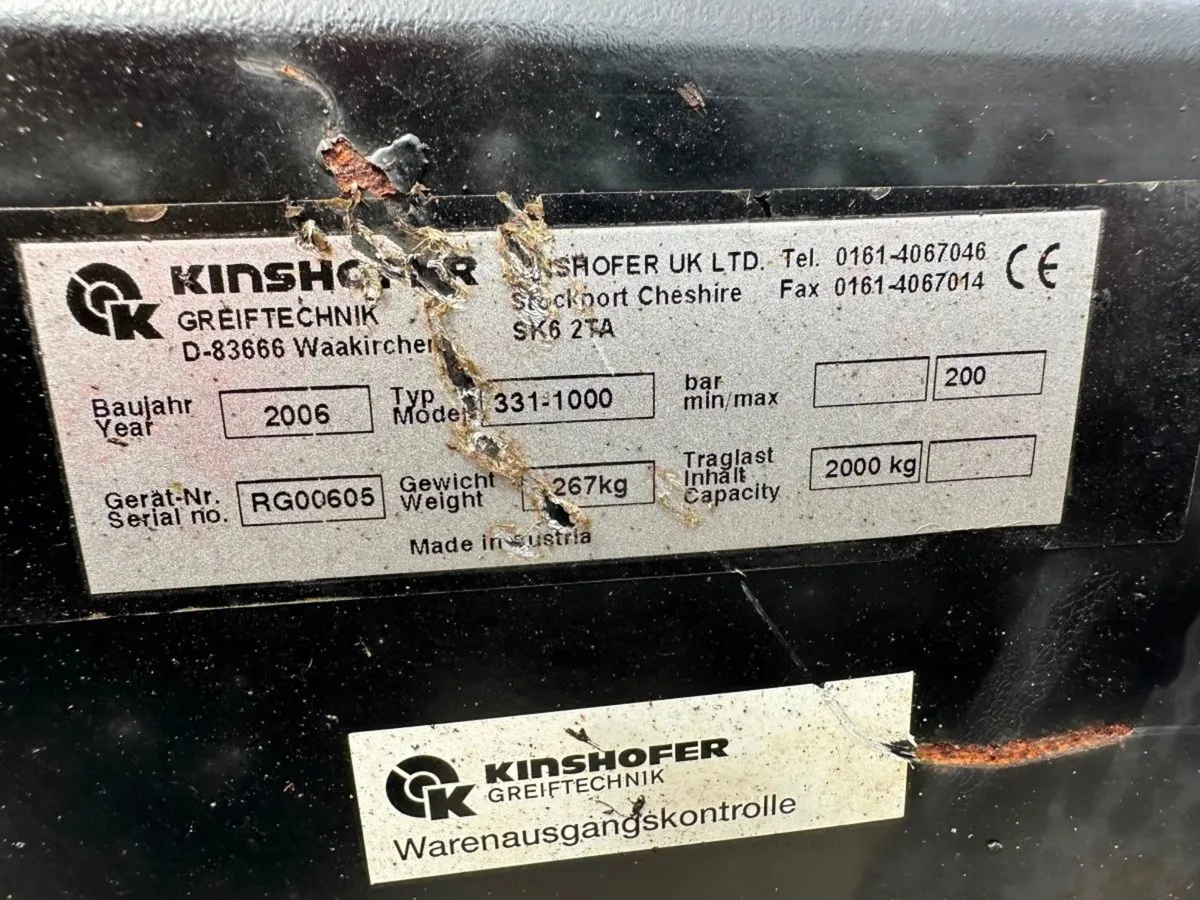 KINSHOFER
GREIFTECHNIK
D-83666 Waakirchen
KINSHOFER UK LTD.
Stockport Cheshire
SK6 2TA
Tel. 0161-4067046
Fax 0161-4067014
CE
Baujahr
Year
2006
Typ
Model
331-1000
bar
min/max
200
Gerät-Nr.
Serial no.
RG00605
Gewicht
Weight
267kg
Traglast
Inhalt
Capacity
2000 kg
Made in Austria
KINSHOFER
GREIFTECHNIK
Warenausgangskontrolle